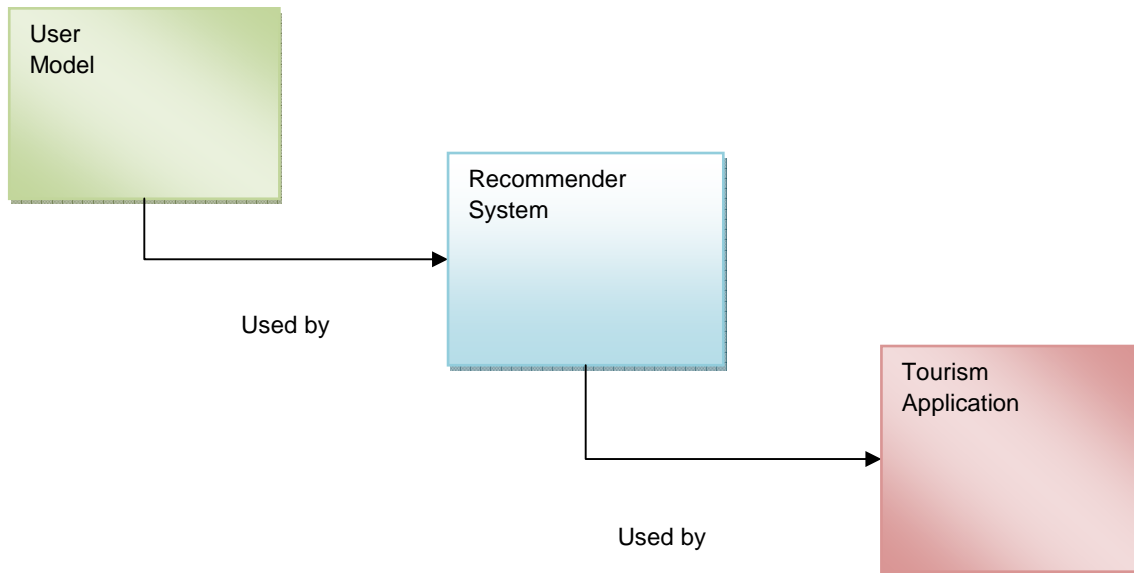 User
Model
Recommender
System
Used by
Tourism
Application
Used by